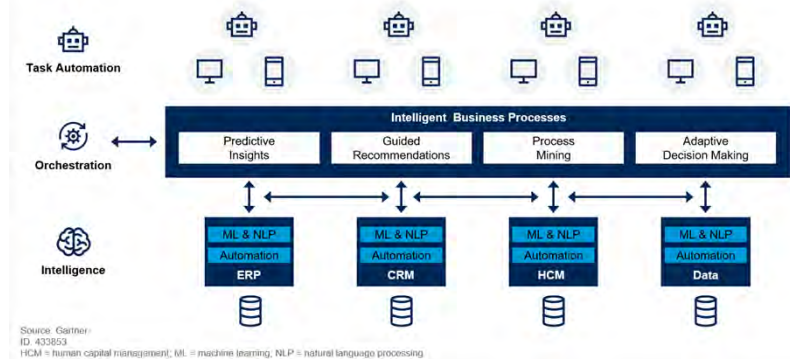 Task Automation
Intelligent Business Processes
Orchestration
Predictive
Insights
Guided
Recommendations
Process
Mining
Adaptive
Decision Making
Intelligence
ML & NLP
Automation
ERP
ML & NLP
Automation
CRM
ML & NLP
Automation
HCM
ML & NLP
Automation
Data
Source: Gartner
ID: 433853
HCM = human capital management; ML = machine learning; NLP = natural language processing